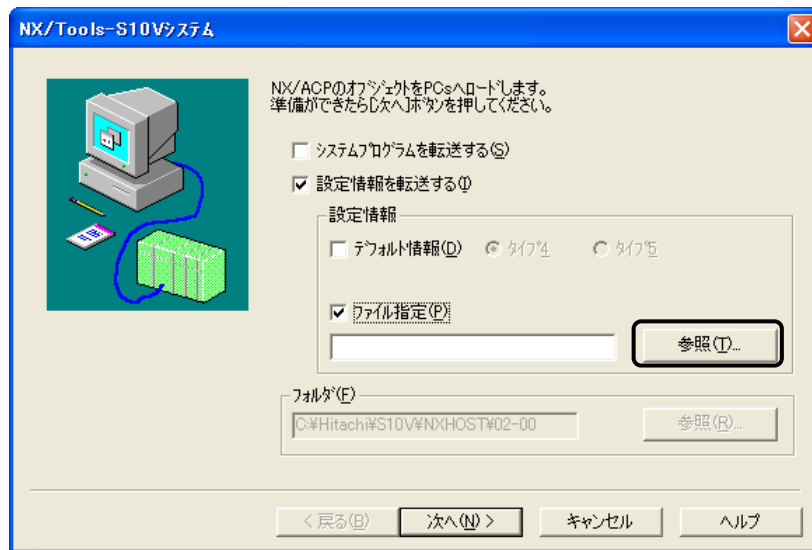 NX/Tools-S10Vシステム
NX/ACPのオブジェクトをPCsへロードします。
準備ができたら[次へ]ボタンを押してください。
システムプログラムを転送する(S)
設定情報を転送する(I)
設定情報
デフォルト情報(D) タイプ4 タイプ5
ファイル指定(P)
参照(T)...
フォルダ(F)
C:¥Hitachi¥S10V¥NXHOST¥02-00 参照(R)...
< 戻る(B) 次へ(N) > キャンセル ヘルプ